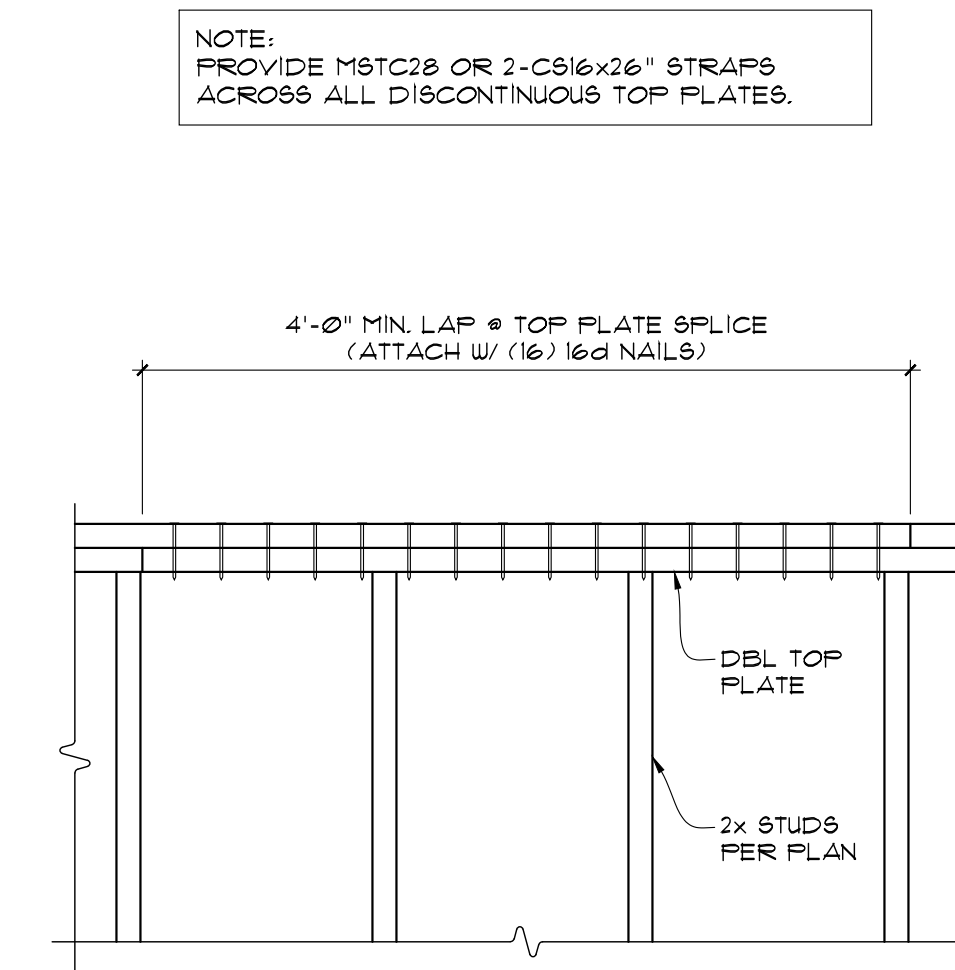 NOTE:
PROVIDE MSTC28 OR 2-CS16x26" STRAPS
ACROSS ALL DISCONTINUOUS TOP PLATES.
4'-0" MIN. LAP @ TOP PLATE SPLICE
(ATTACH W/ (16) 16d NAILS)
DBL TOP
PLATE
2x STUDS
PER PLAN